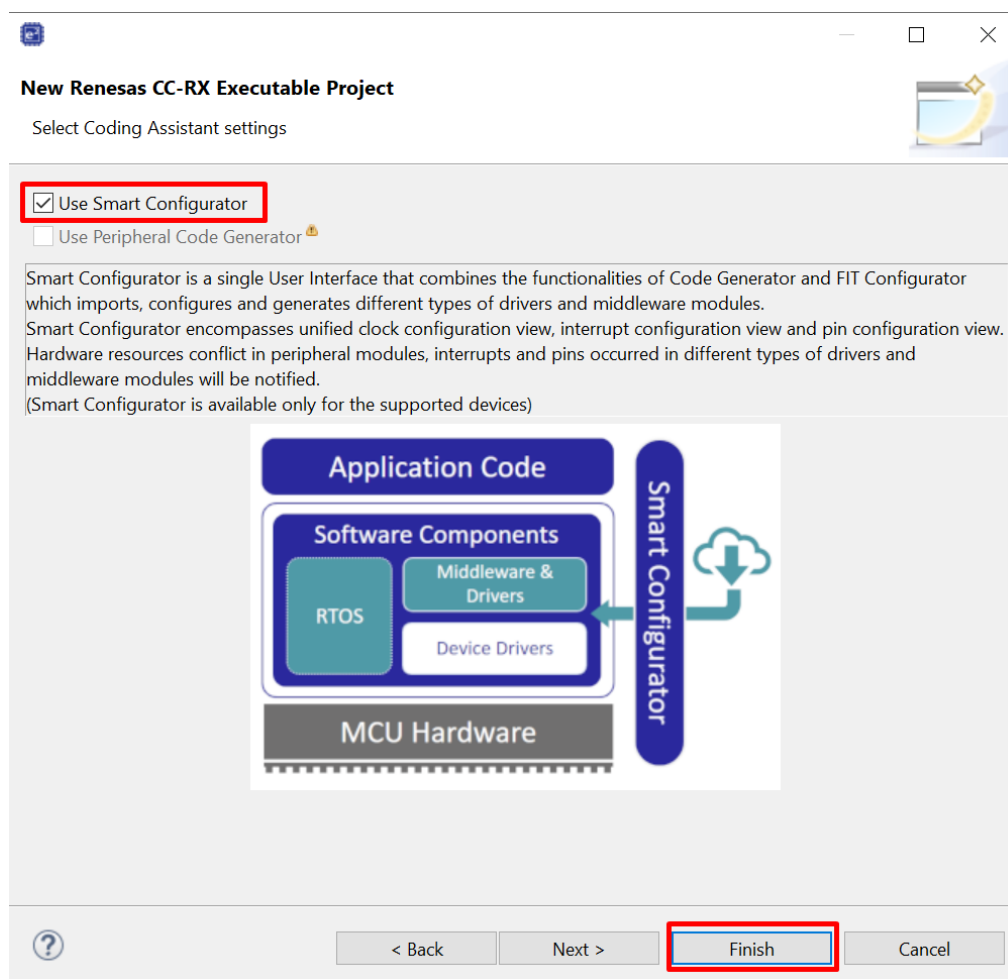 New Renesas CC-RX Executable Project
Select Coding Assistant settings
Use Smart Configurator
Use Peripheral Code Generator
Smart Configurator is a single User Interface that combines the functionalities of Code Generator and FIT Configurator
which imports, configures and generates different types of drivers and middleware modules.
Smart Configurator encompasses unified clock configuration view, interrupt configuration view and pin configuration view.
Hardware resources conflict in peripheral modules, interrupts and pins occurred in different types of drivers and
middleware modules will be notified.
(Smart Configurator is available only for the supported devices)
Application Code
Software Components
RTOS
Middleware &
Drivers
Device Drivers
MCU Hardware
Smart Configurator
?
< Back
Next >
Finish
Cancel